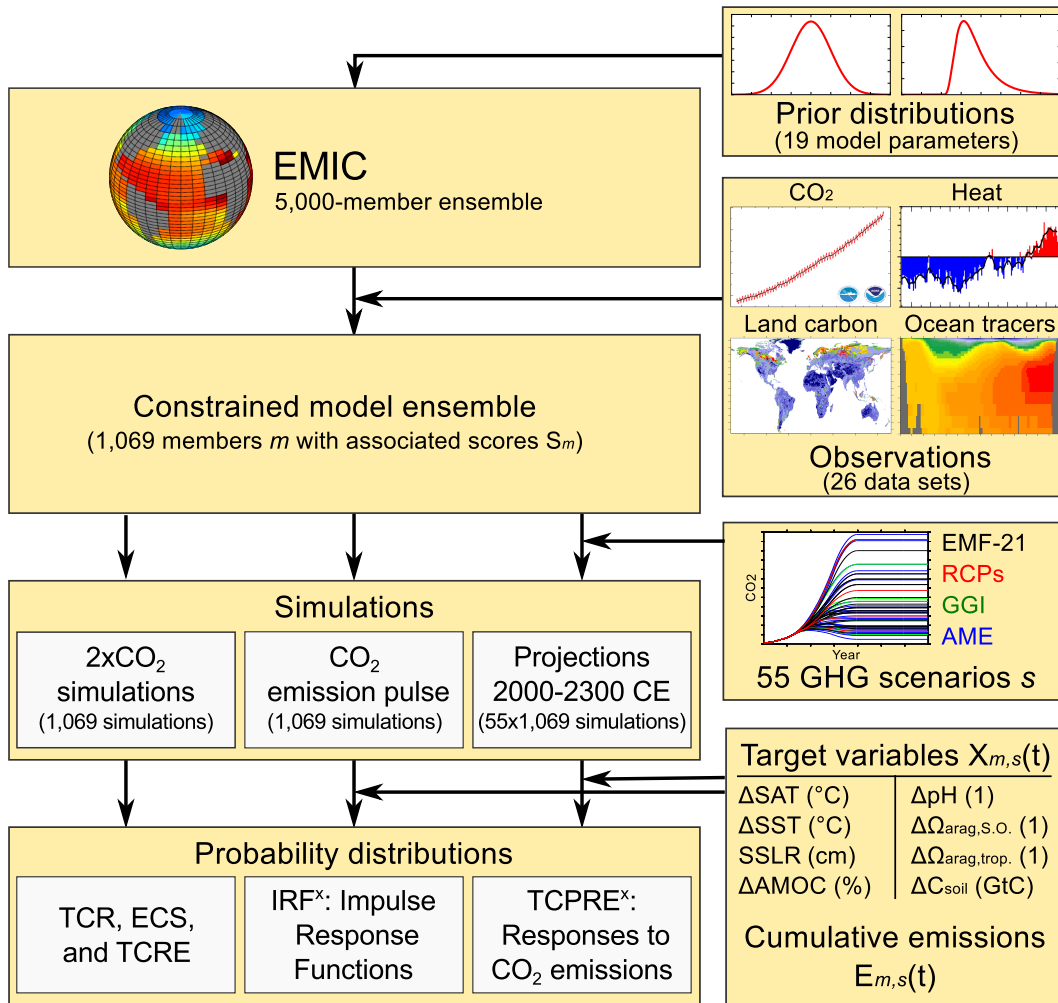 Prior distributions
(19 model parameters)
EMIC
5,000-member ensemble
CO₂
Heat
Land carbon
Ocean tracers
Observations
(26 data sets)
Constrained model ensemble
(1,069 members m with associated scores Sm)
CO2
Year
EMF-21
RCPs
GGI
AME
55 GHG scenarios s
Simulations
2xCO₂
simulations
(1,069 simulations)
CO₂
emission pulse
(1,069 simulations)
Projections
2000-2300 CE
(55x1,069 simulations)
Target variables Xm,s(t)
ΔSAT (°C)
ΔSST (°C)
SSLR (cm)
ΔAMOC (%)
ΔpH (1)
ΔΩarag,S.O. (1)
ΔΩarag,trop. (1)
ΔCsoil (GtC)
Cumulative emissions
Em,s(t)
Probability distributions
TCR, ECS,
and TCRE
IRFˣ: Impulse
Response
Functions
TCPREˣ:
Responses to
CO₂ emissions